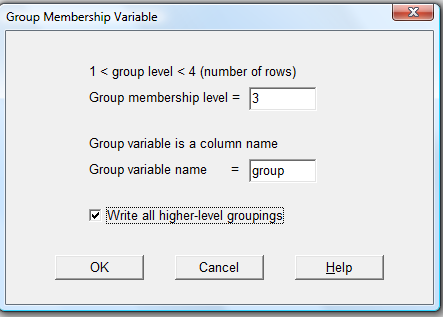 Group Membership Variable
1 < group level < 4 (number of rows)
Group membership level = 3
Group variable is a column name
Group variable name = group
Write all higher-level groupings
OK Cancel Help